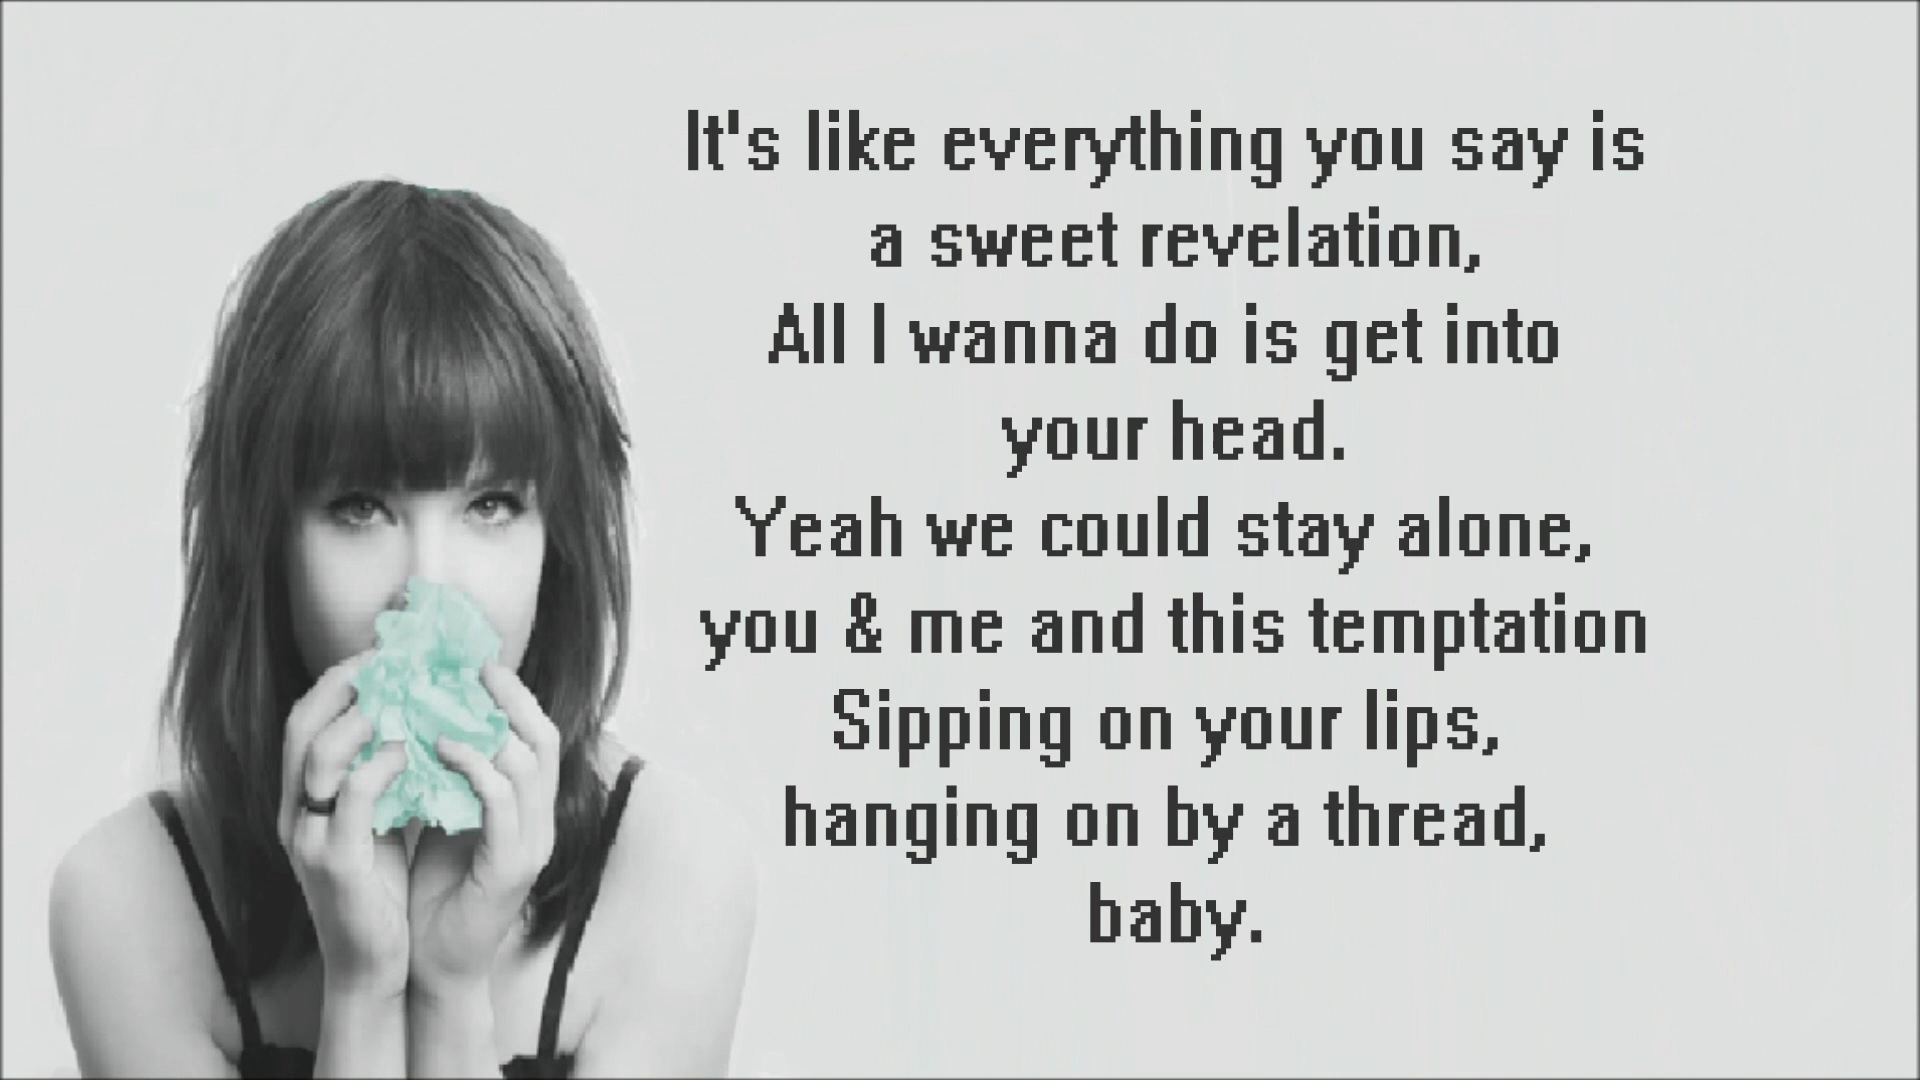 It's like everything you say is
a sweet revelation,
All I wanna do is get into
your head.
Yeah we could stay alone,
you & me and this temptation
Sipping on your lips,
hanging on by a thread,
baby.